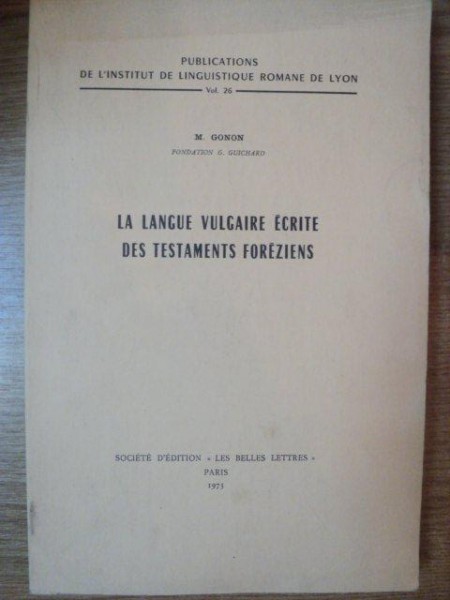 PUBLICATIONS
DE L'INSTITUT DE LINGUISTIQUE ROMANE DE LYON
Vol. 26
M. GONON
FONDATION G. GUICHARD
LA LANGUE VULGAIRE ÉCRITE
DES TESTAMENTS FORÉZIENS
SOCIÉTÉ D'ÉDITION « LES BELLES LETTRES »
PARIS
1973